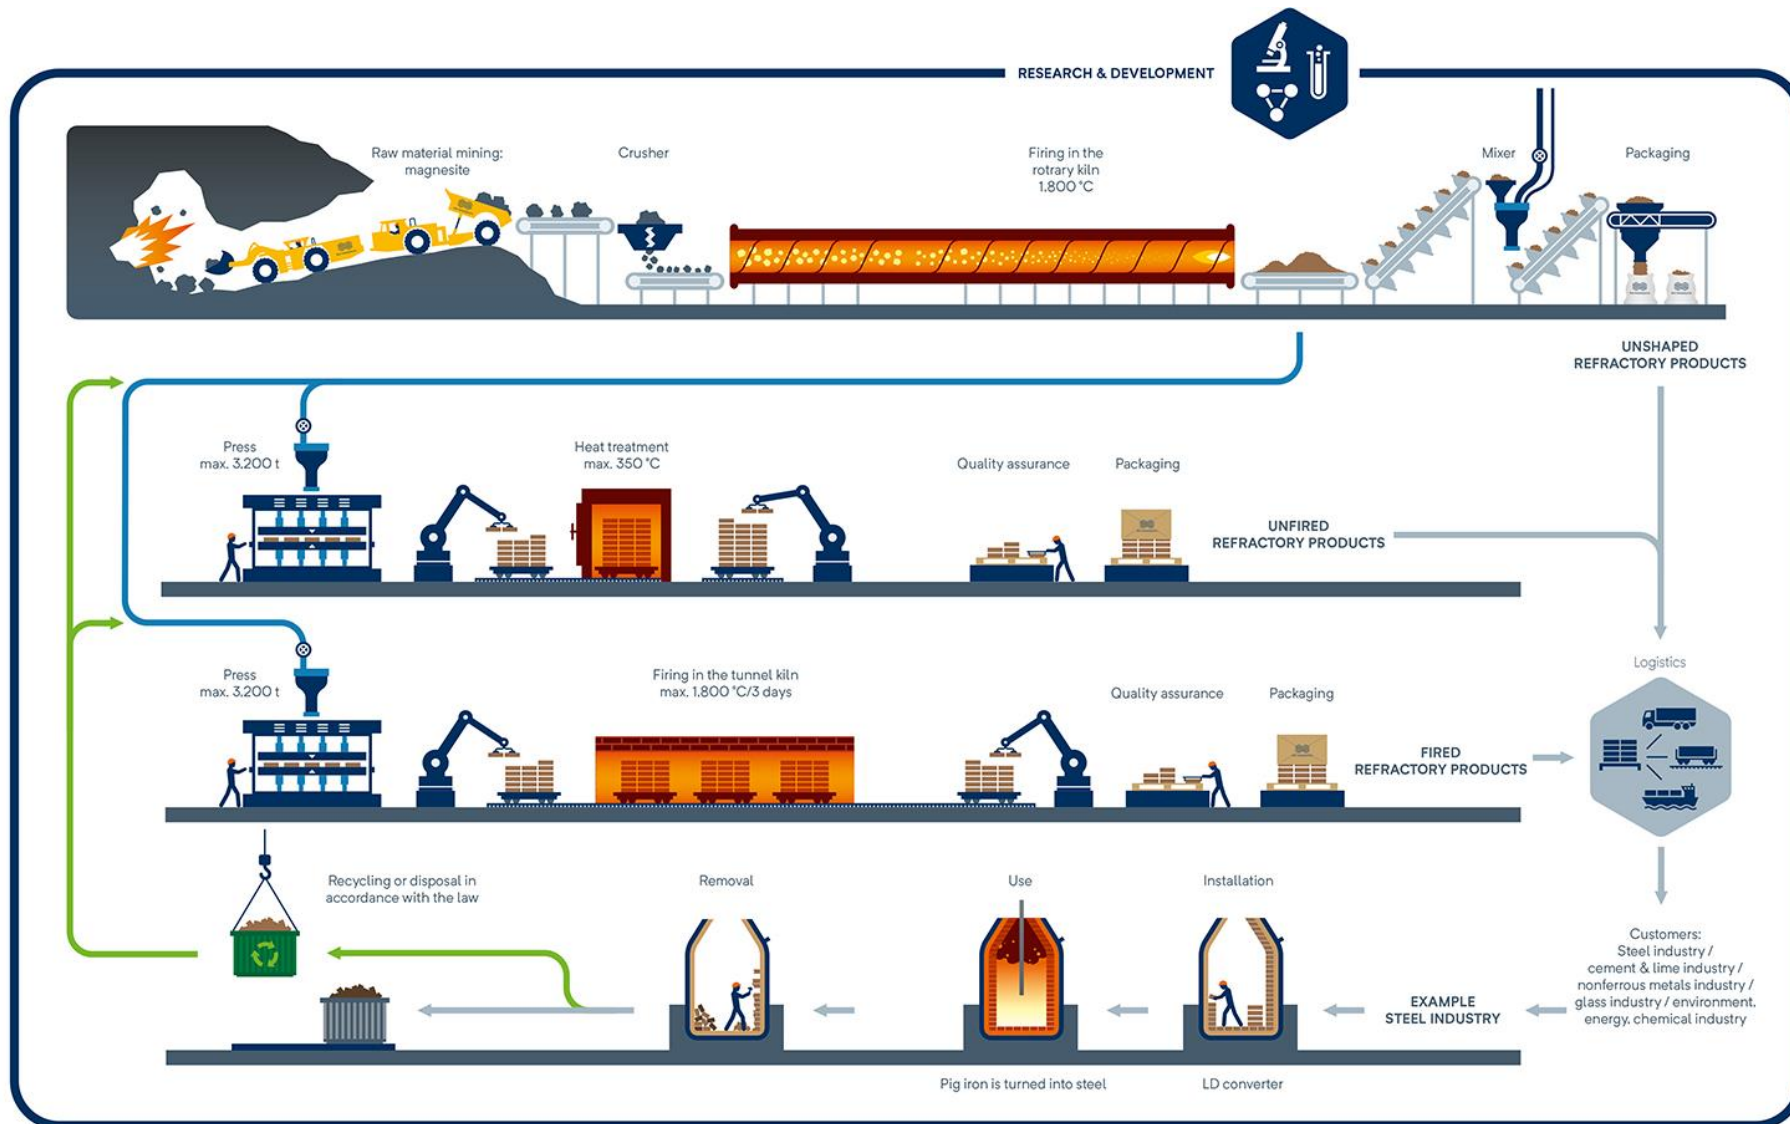 RESEARCH & DEVELOPMENT
Raw material mining:
magnesite
Crusher
Firing in the
rotrary kiln
1.800 °C
Mixer
Packaging
UNSHAPED
REFRACTORY PRODUCTS
Press
max. 3.200 t
Heat treatment
max. 350 °C
Quality assurance
Packaging
UNFIRED
REFRACTORY PRODUCTS
Press
max. 3.200 t
Firing in the tunnel kiln
max. 1.800 °C/3 days
Quality assurance
Packaging
FIRED
REFRACTORY PRODUCTS
Logistics
Recycling or disposal in
accordance with the law
Removal
Use
Installation
Customers:
Steel industry /
cement & lime industry /
nonferrous metals industry /
glass industry / environment.
energy. chemical industry
EXAMPLE
STEEL INDUSTRY
Pig iron is turned into steel
LD converter